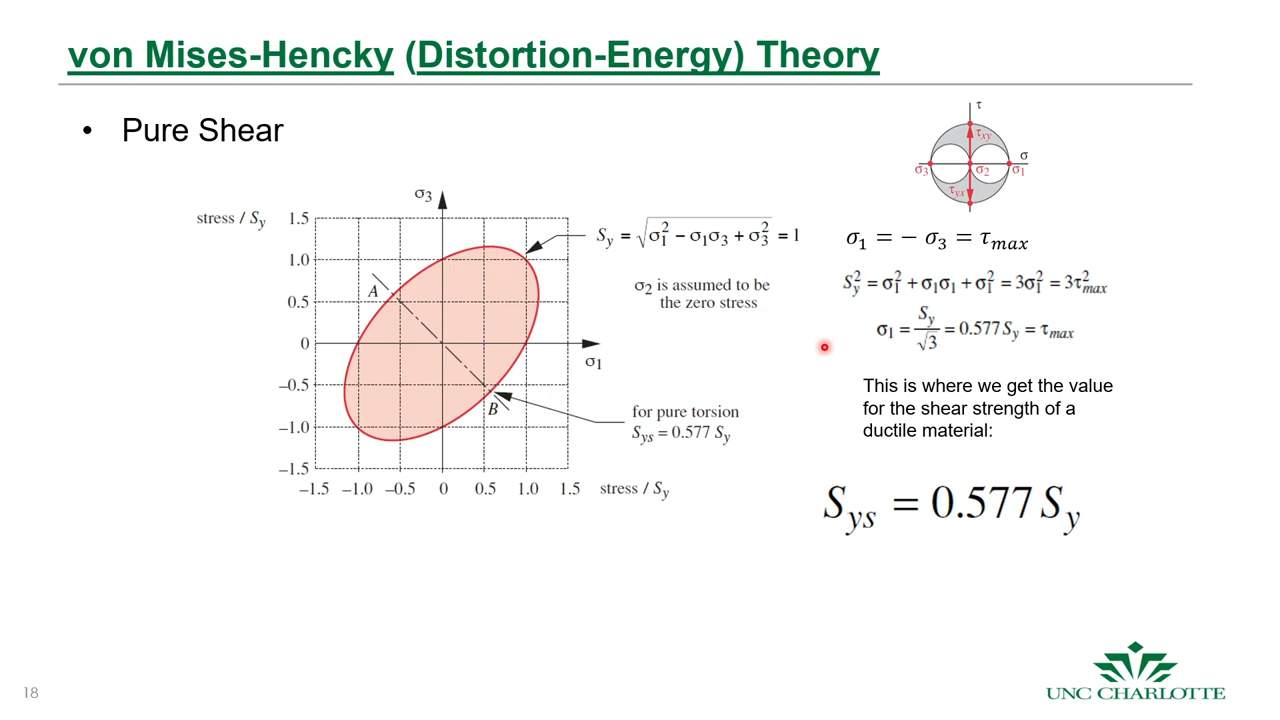 von Mises-Hencky (Distortion-Energy) Theory
• Pure Shear
τ
τxy
σ
σ3
σ2
σ1
τyx
σ3
stress / Sy
1.5
1.0
0.5
0
–0.5
–1.0
–1.5
–1.5 –1.0 –0.5 0 0.5 1.0 1.5 stress / Sy
A
B
σ1
Sy = √σ1² − σ1σ3 + σ3² = 1
σ2 is assumed to be
the zero stress
for pure torsion
Sys = 0.577 Sy
σ1 = − σ3 = τmax
Sy² = σ1² + σ1σ1 + σ1² = 3σ1² = 3τ²max
σ1 = Sy/√3 = 0.577 Sy = τmax
This is where we get the value
for the shear strength of a
ductile material:
Sys = 0.577 Sy
18
UNC CHARLOTTE